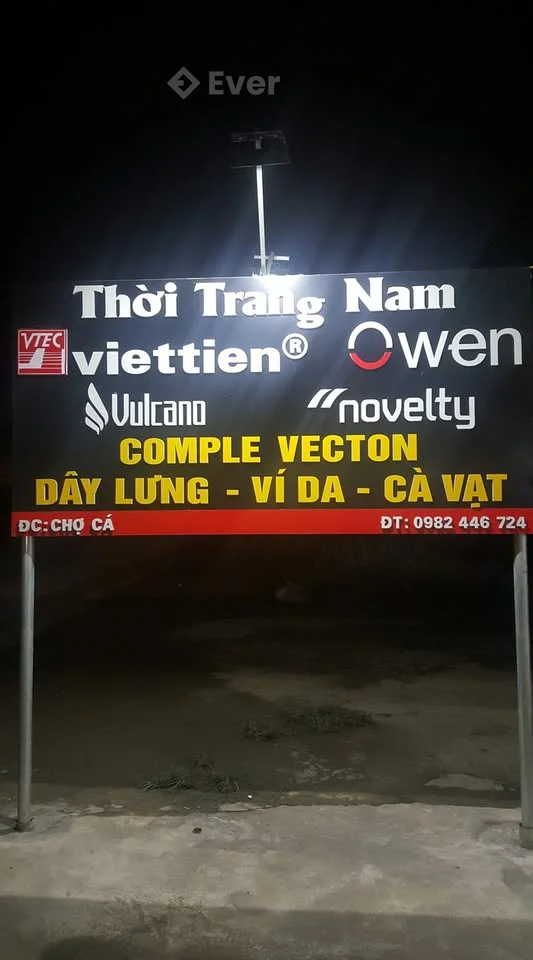 Ever
Thời Trang Nam
VTEC viettien® Owen
Vulcano novelty
COMPLE VECTON
DÂY LƯNG - VÍ DA - CÀ VẠT
ĐC: CHỢ CÁ ĐT: 0982 446 724